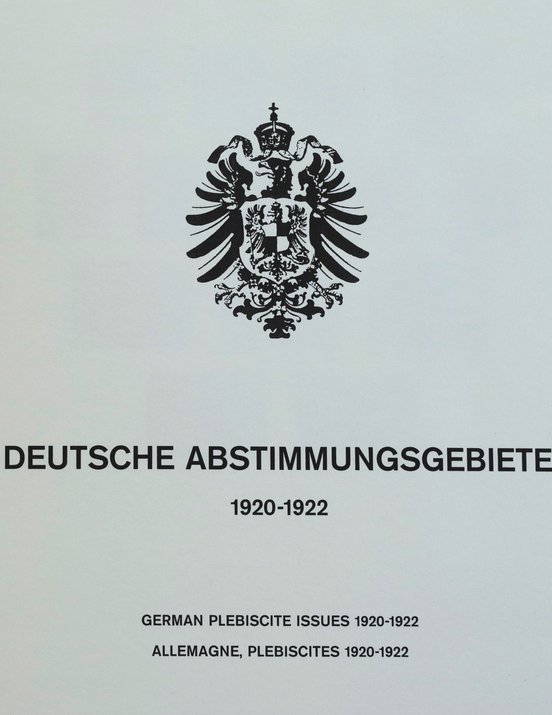 DEUTSCHE ABSTIMMUNGSGEBIETE
1920-1922
GERMAN PLEBISCITE ISSUES 1920-1922
ALLEMAGNE, PLEBISCITES 1920-1922